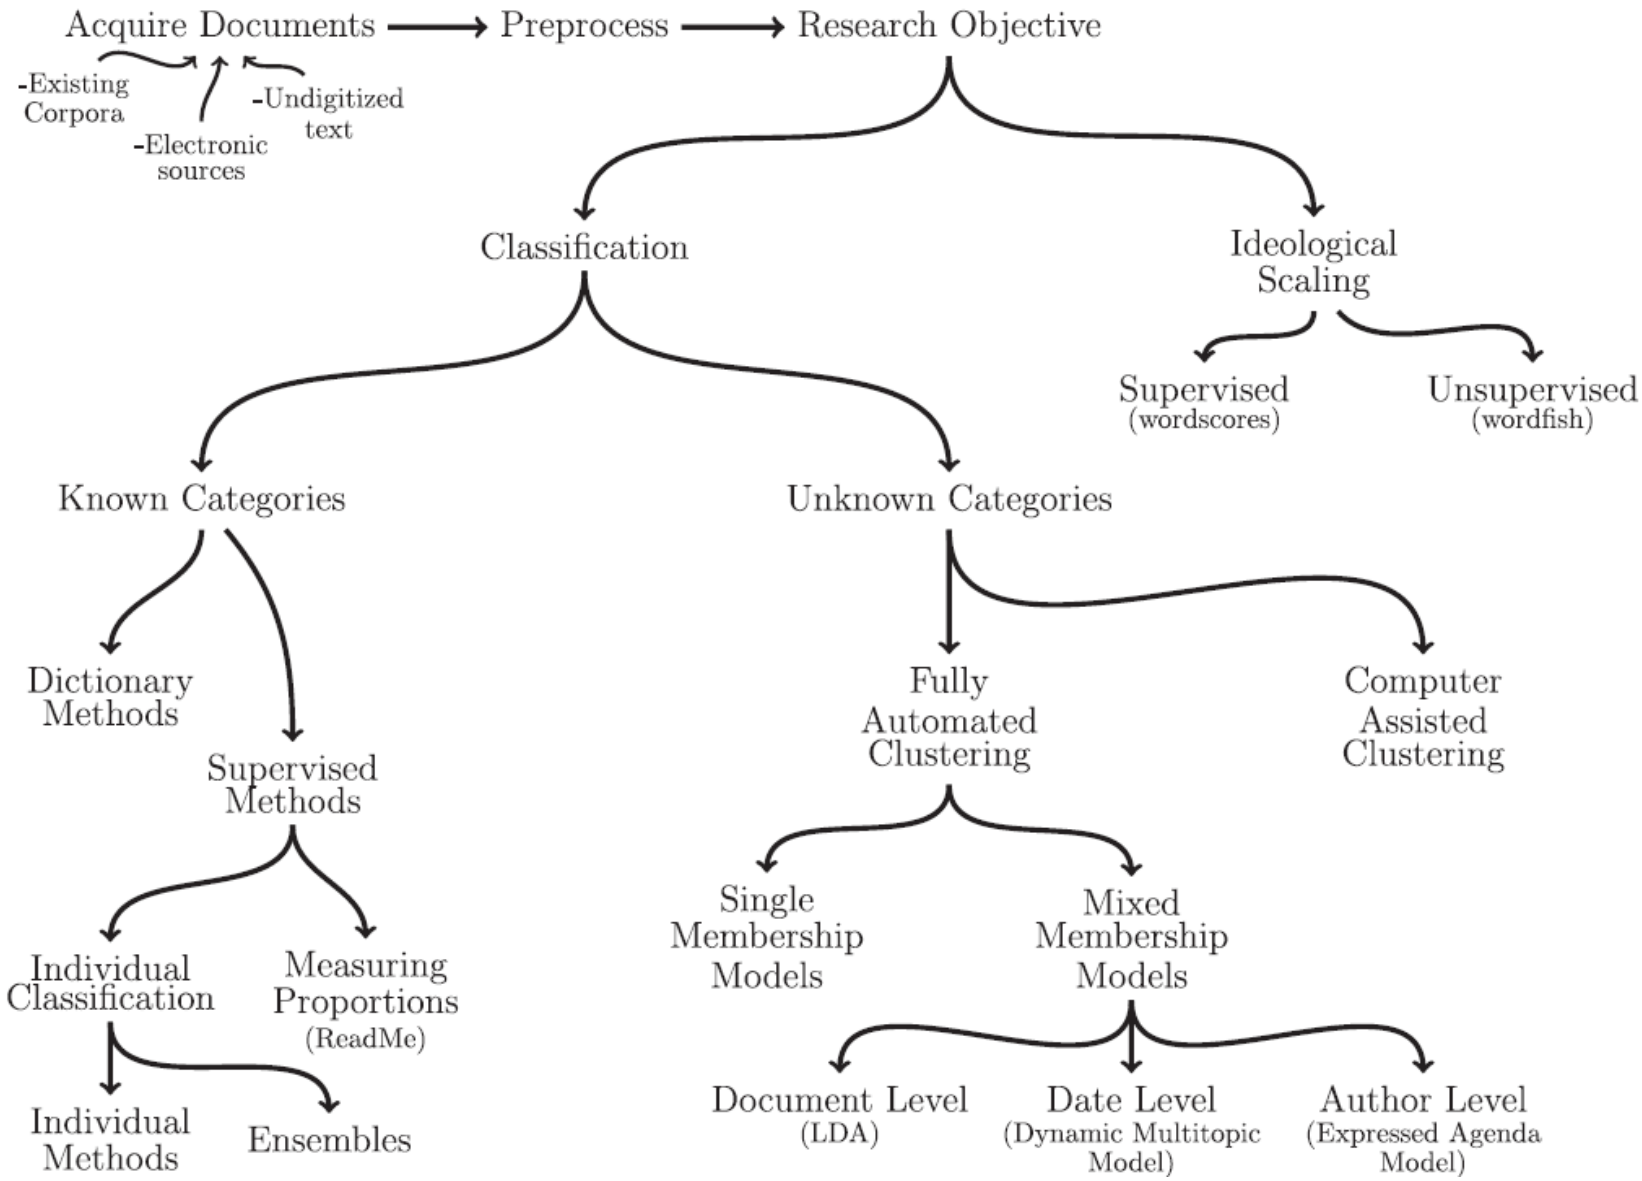 Acquire Documents
Preprocess
Research Objective
-Existing
Corpora
-Electronic
sources
-Undigitized
text
Classification
Ideological
Scaling
Supervised
(wordscores)
Unsupervised
(wordfish)
Known Categories
Unknown Categories
Dictionary
Methods
Supervised
Methods
Fully
Automated
Clustering
Computer
Assisted
Clustering
Individual
Classification
Measuring
Proportions
(ReadMe)
Single
Membership
Models
Mixed
Membership
Models
Individual
Methods
Ensembles
Document Level
(LDA)
Date Level
(Dynamic Multitopic
Model)
Author Level
(Expressed Agenda
Model)